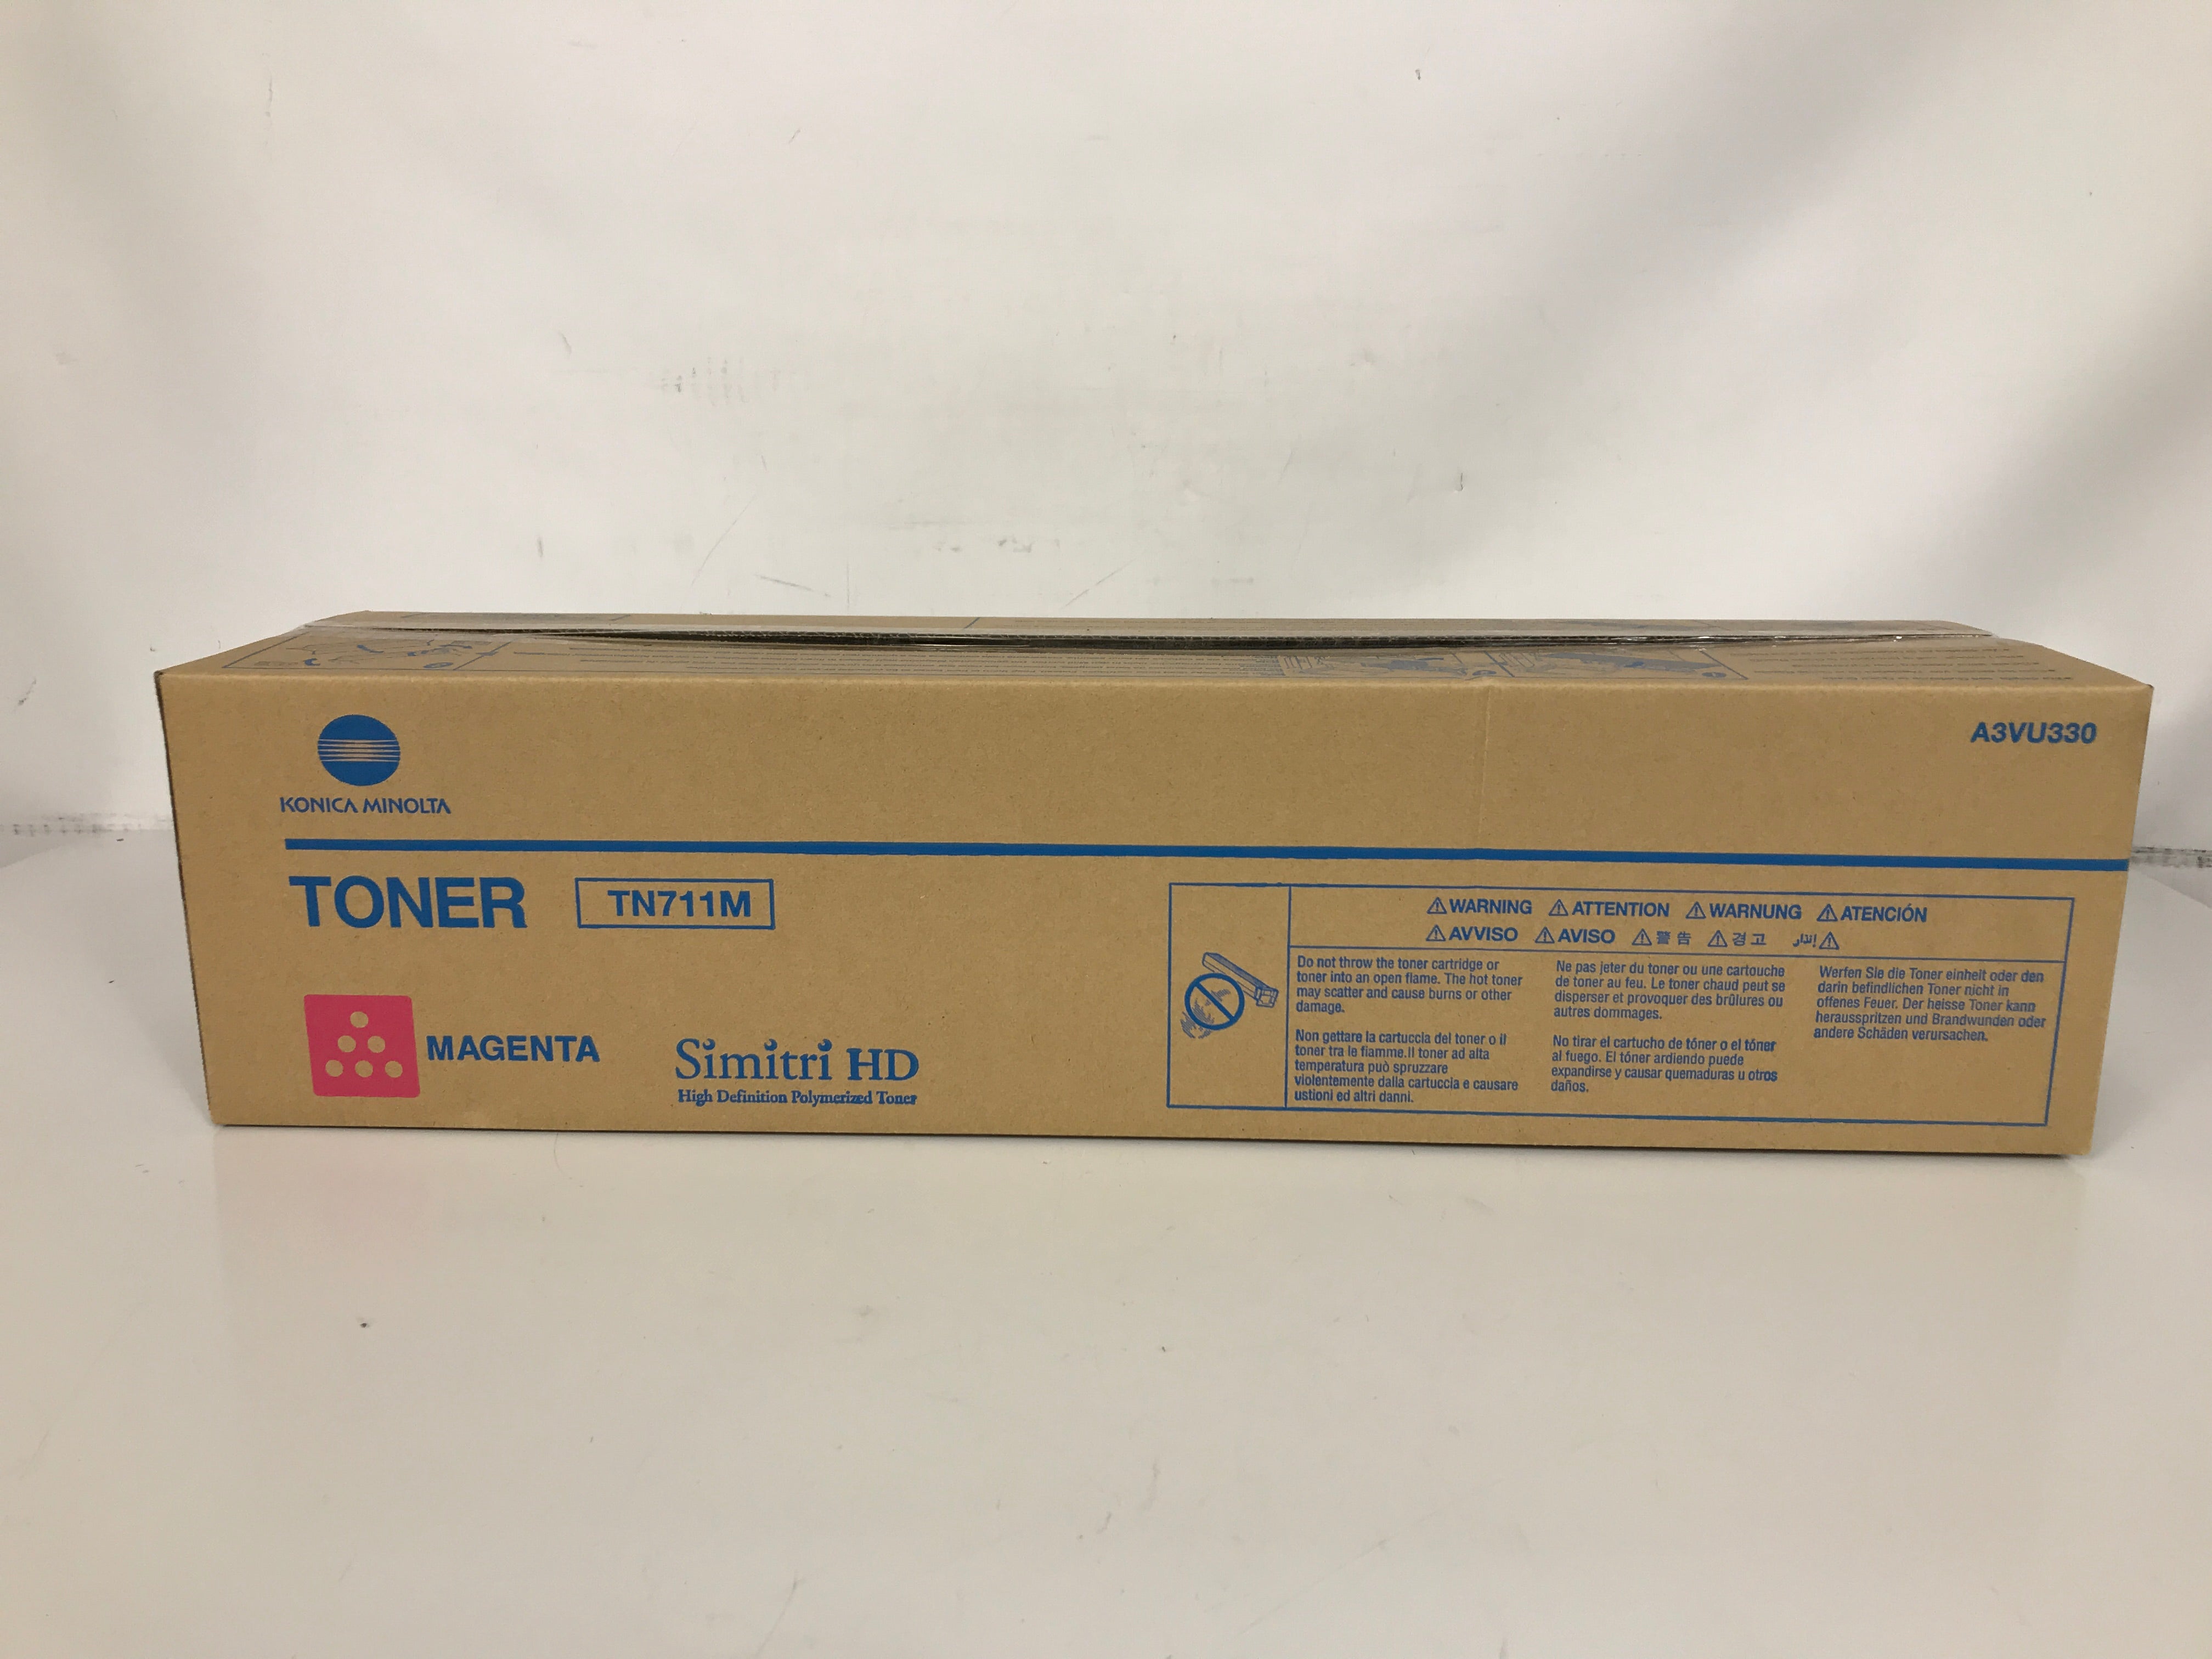 KONICA MINOLTA
A3VU330
TONER
TN711M
MAGENTA
Simitri HD
High Definition Polymerized Toner
⚠WARNING ⚠ATTENTION ⚠WARNUNG ⚠ATENCIÓN
⚠AVVISO ⚠AVISO ⚠警告 ⚠경고 إنذار⚠
Do not throw the toner cartridge or
toner into an open flame. The hot toner
may scatter and cause burns or other
damage.
Non gettare la cartuccia del toner o il
toner tra le fiamme.Il toner ad alta
temperatura può spruzzare
violentemente dalla cartuccia e causare
ustioni ed altri danni.
Ne pas jeter du toner ou une cartouche
de toner au feu. Le toner chaud peut se
disperser et provoquer des brûlures ou
autres dommages.
No tirar el cartucho de tóner o el tóner
al fuego. El tóner ardiendo puede
expandirse y causar quemaduras u otros
daños.
Werfen Sie die Toner einheit oder den
darin befindlichen Toner nicht in
offenes Feuer. Der heisse Toner kann
herausspritzen und Brandwunden oder
andere Schäden verursachen.